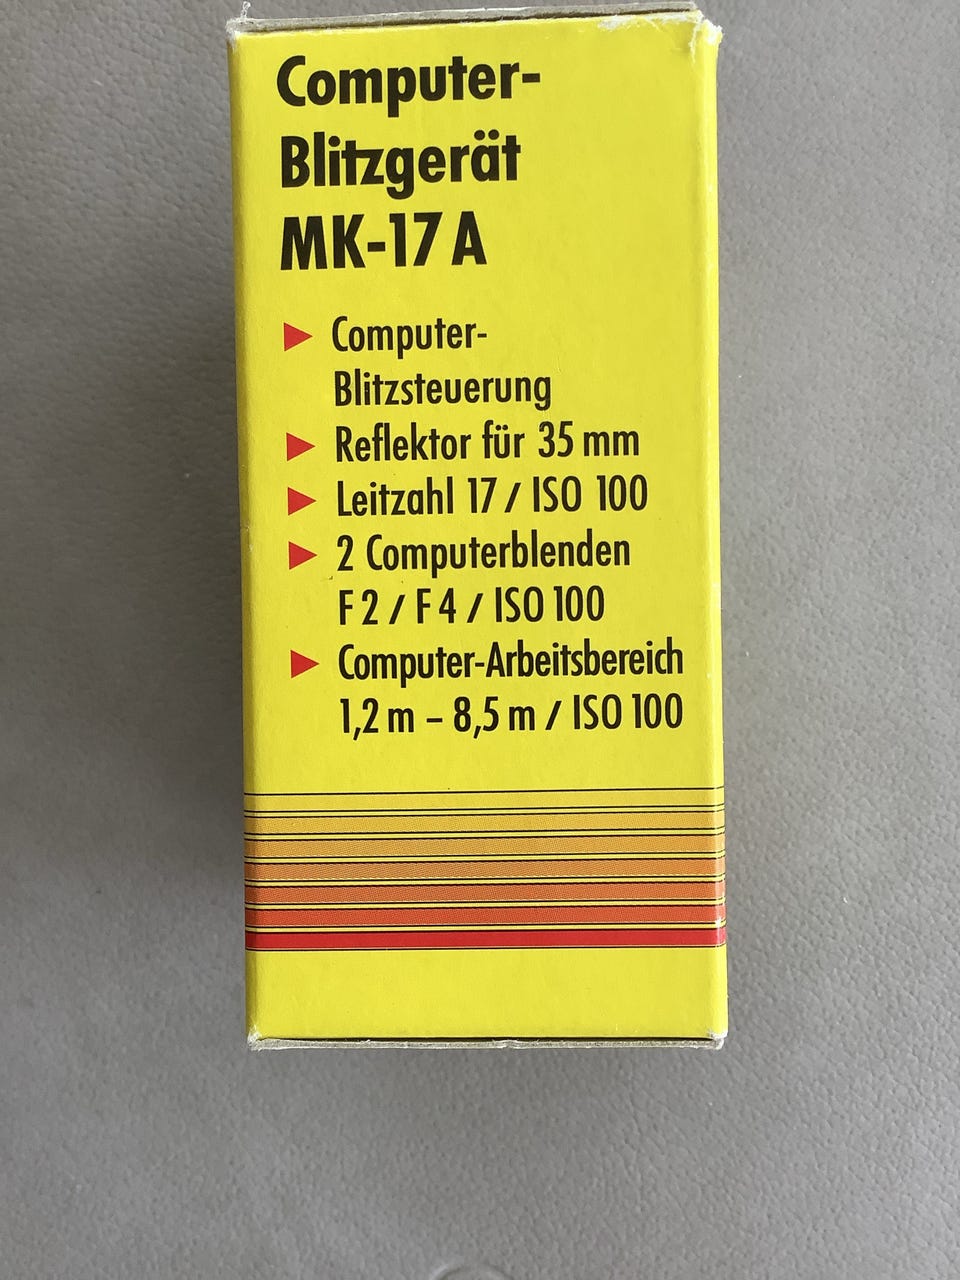 Computer-
Blitzgerät
MK-17 A
Computer-
Blitzsteuerung
Reflektor für 35 mm
Leitzahl 17 / ISO 100
2 Computerblenden
F 2 / F 4 / ISO 100
Computer-Arbeitsbereich
1,2 m – 8,5 m / ISO 100